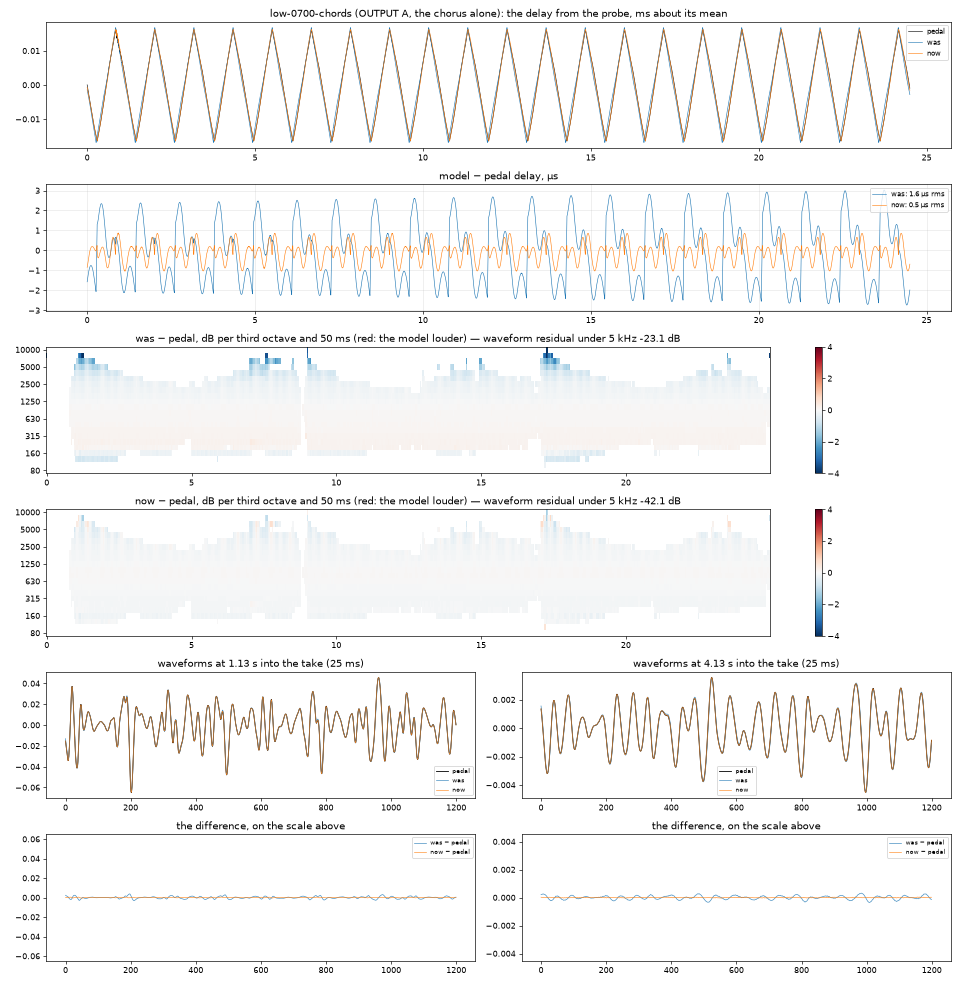 low-0700-chords (OUTPUT A, the chorus alone): the delay from the probe, ms about its mean
0.01
0.00
−0.01
pedal
was
now
0 5 10 15 20 25
model − pedal delay, µs
3
2
1
0
−1
−2
−3
was: 1.6 µs rms
now: 0.5 µs rms
0 5 10 15 20 25
was − pedal, dB per third octave and 50 ms (red: the model louder) — waveform residual under 5 kHz -23.1 dB
10000
5000
2500
1250
630
315
160
80
0 5 10 15 20
4
2
0
−2
−4
now − pedal, dB per third octave and 50 ms (red: the model louder) — waveform residual under 5 kHz -42.1 dB
10000
5000
2500
1250
630
315
160
80
0 5 10 15 20
4
2
0
−2
−4
waveforms at 1.13 s into the take (25 ms)
0.04
0.02
0.00
−0.02
−0.04
−0.06
pedal
was
now
0 200 400 600 800 1000 1200
waveforms at 4.13 s into the take (25 ms)
0.002
0.000
−0.002
−0.004
pedal
was
now
0 200 400 600 800 1000 1200
the difference, on the scale above
0.06
0.04
0.02
0.00
−0.02
−0.04
−0.06
was − pedal
now − pedal
0 200 400 600 800 1000 1200
the difference, on the scale above
0.004
0.002
0.000
−0.002
−0.004
was − pedal
now − pedal
0 200 400 600 800 1000 1200